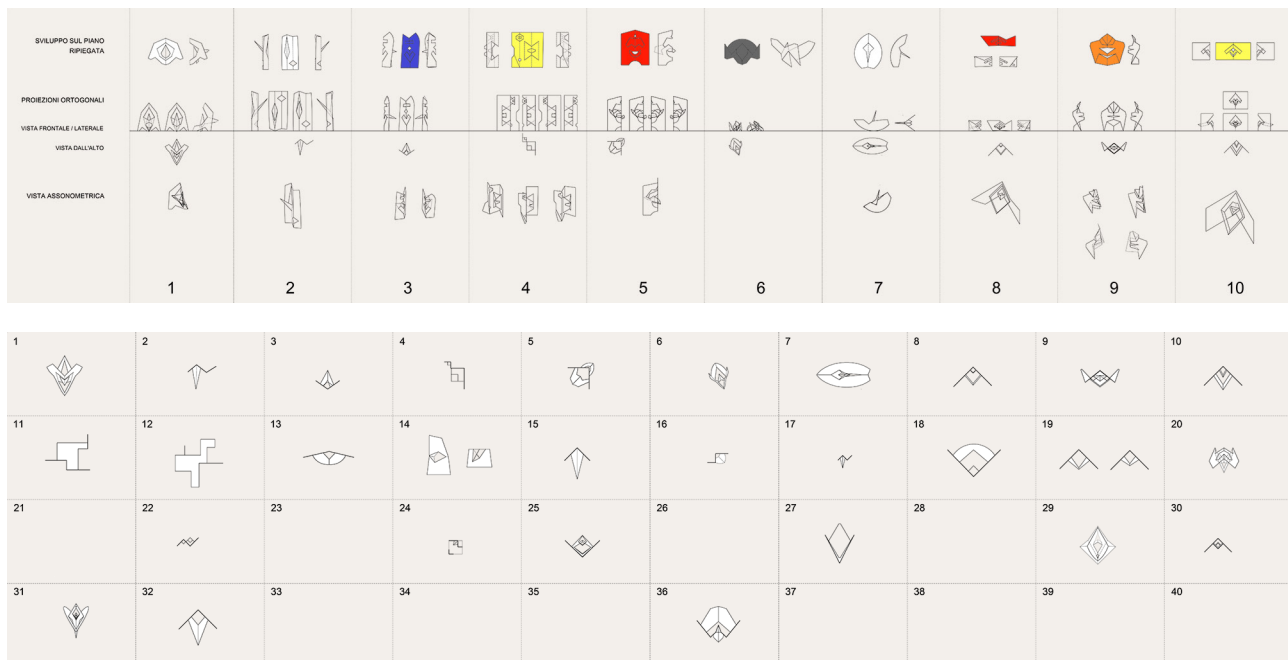 SVILUPPO SUL PIANO
RIPIEGATA
PROIEZIONI ORTOGONALI
VISTA FRONTALE / LATERALE
VISTA DALL'ALTO
VISTA ASSONOMETRICA
1 2 3 4 5 6 7 8 9 10
1 2 3 4 5 6 7 8 9 10
11 12 13 14 15 16 17 18 19 20
21 22 23 24 25 26 27 28 29 30
31 32 33 34 35 36 37 38 39 40